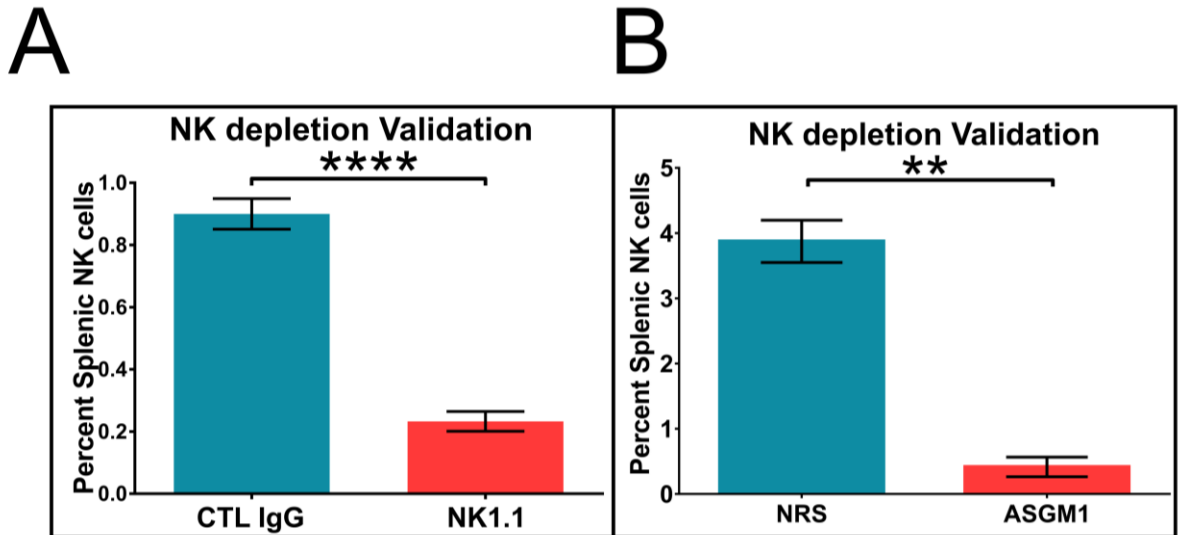 A
B
NK depletion Validation
****
Percent Splenic NK cells
1.0
0.8
0.6
0.4
0.2
0.0
CTL IgG
NK1.1
NK depletion Validation
**
Percent Splenic NK cells
5
4
3
2
1
0
NRS
ASGM1